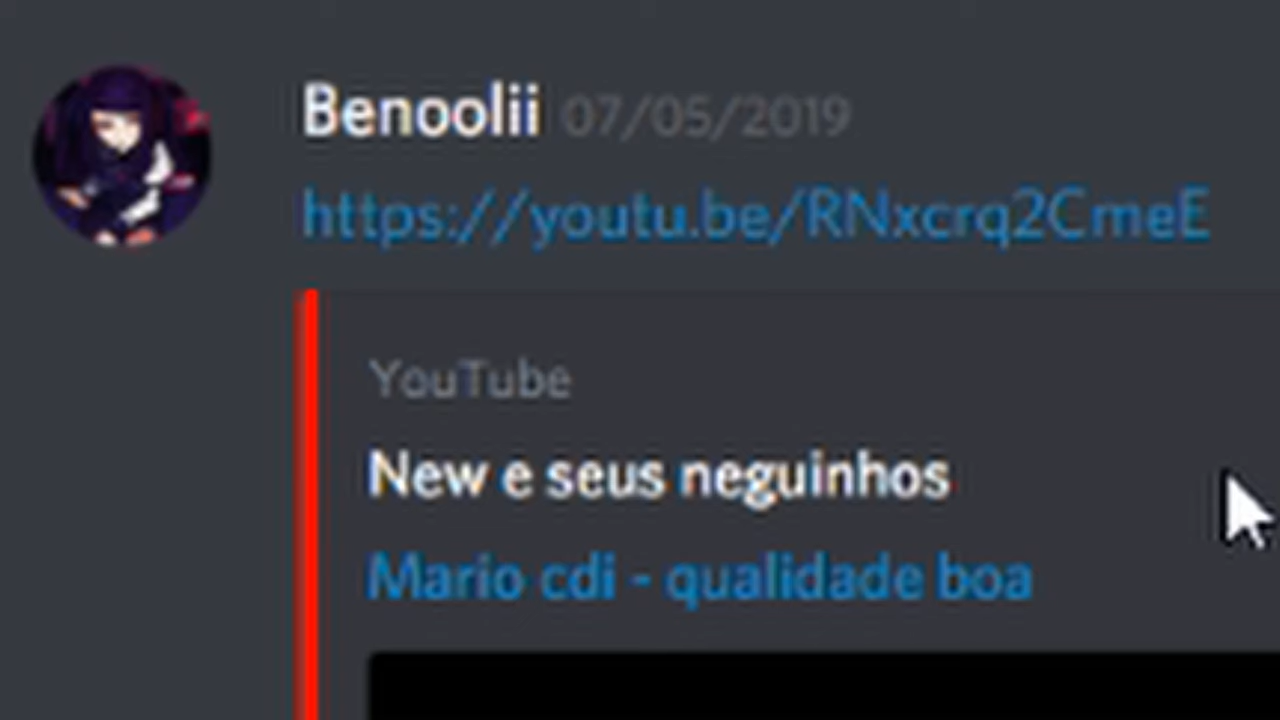 Benoolii 07/05/2019
https://youtu.be/RNxcrq2CmeE
YouTube
New e seus neguinhos
Mario cdi - qualidade boa